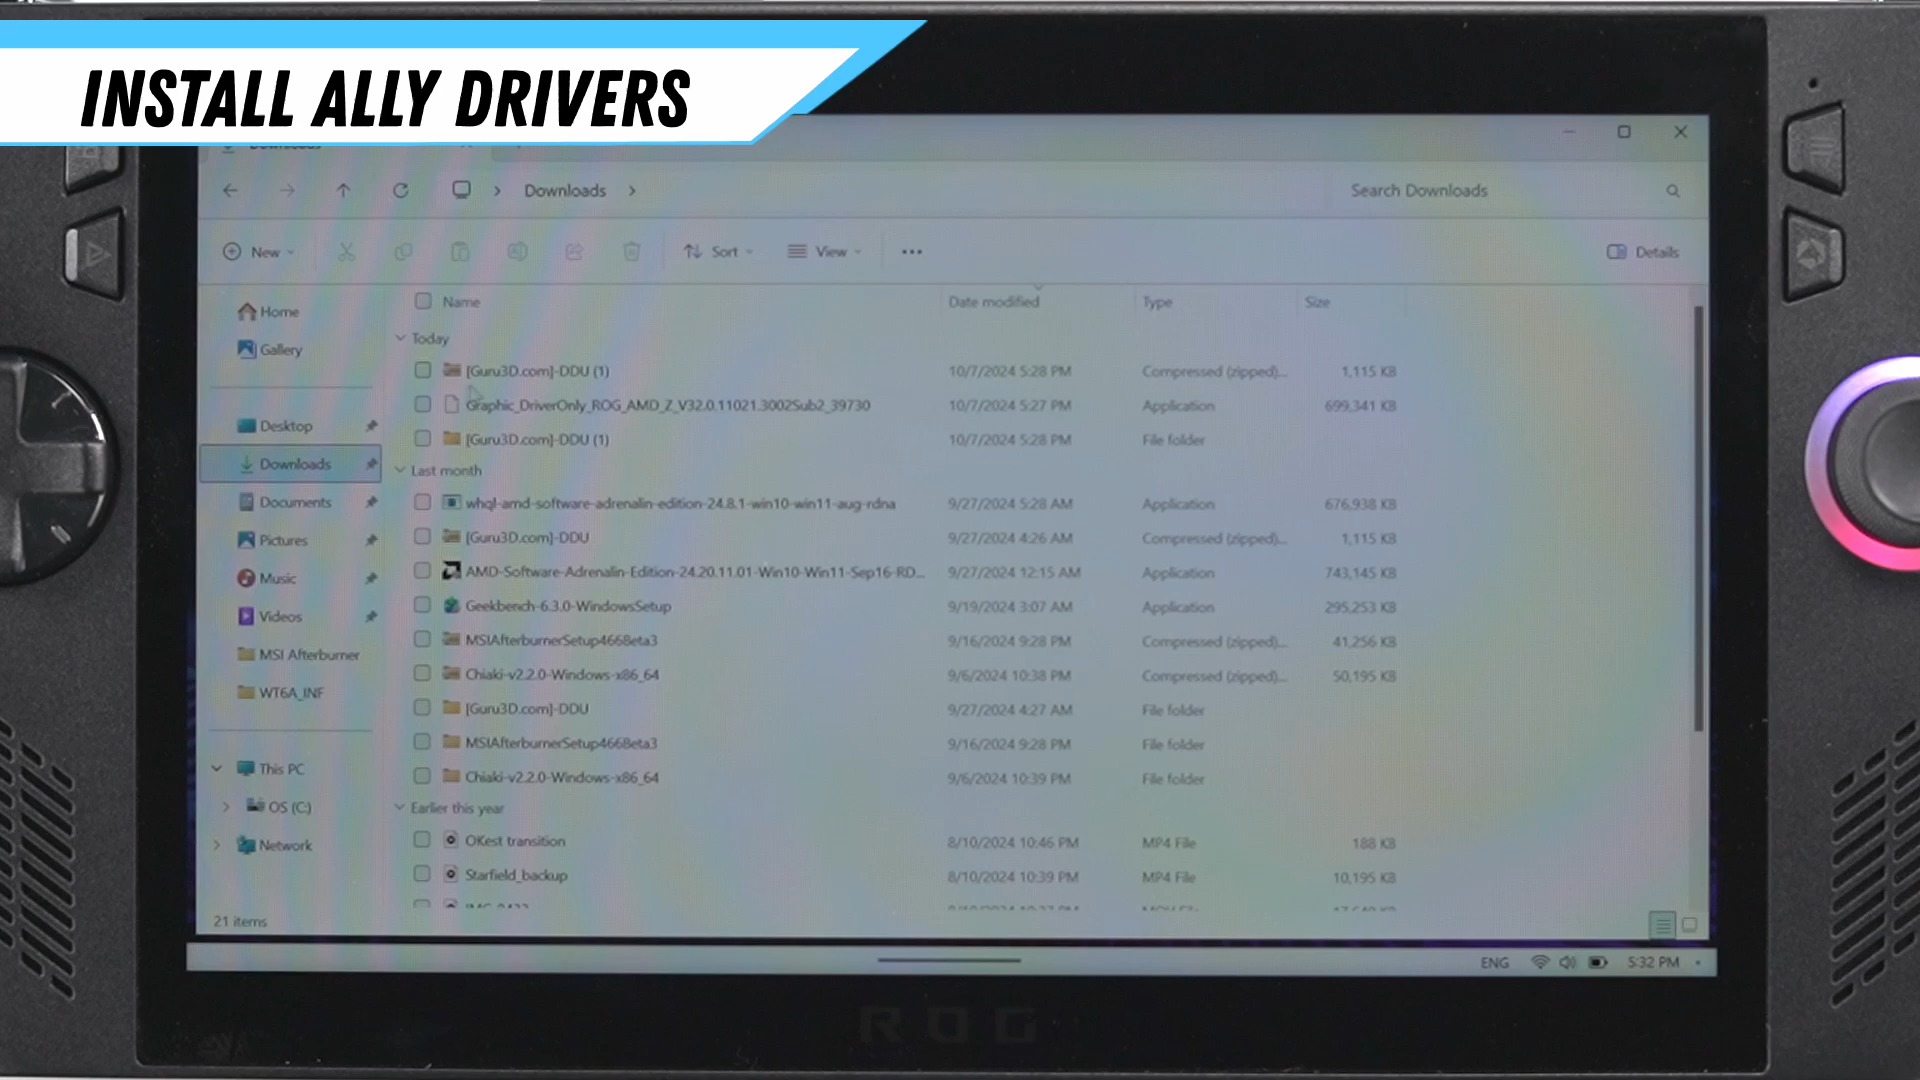 INSTALL ALLY DRIVERS
Downloads
Downloads
Search Downloads
New
Sort
View
Details
Name Date modified Type Size
Home
Gallery
Desktop
Downloads
Documents
Pictures
Music
Videos
MSI Afterburner
WT6A_INF
This PC
OS (C:)
Network
Today
[Guru3D.com]-DDU (1) 10/7/2024 5:28 PM Compressed (zipped)... 1,115 KB
Graphic_DriverOnly_ROG_AMD_Z_V32.0.11021.3002Sub2_39730 10/7/2024 5:27 PM Application 699,341 KB
[Guru3D.com]-DDU (1) 10/7/2024 5:28 PM File folder
Last month
whql-amd-software-adrenalin-edition-24.8.1-win10-win11-aug-rdna 9/27/2024 5:28 AM Application 676,938 KB
[Guru3D.com]-DDU 9/27/2024 4:26 AM Compressed (zipped)... 1,115 KB
AMD-Software-Adrenalin-Edition-24.20.11.01-Win10-Win11-Sep16-RD... 9/27/2024 12:15 AM Application 743,145 KB
Geekbench-6.3.0-WindowsSetup 9/19/2024 3:07 AM Application 295,253 KB
MSIAfterburnerSetup466Beta3 9/16/2024 9:28 PM Compressed (zipped)... 41,256 KB
Chiaki-v2.2.0-Windows-x86_64 9/6/2024 10:38 PM Compressed (zipped)... 50,195 KB
[Guru3D.com]-DDU 9/27/2024 4:27 AM File folder
MSIAfterburnerSetup466Beta3 9/16/2024 9:28 PM File folder
Chiaki-v2.2.0-Windows-x86_64 9/6/2024 10:39 PM File folder
Earlier this year
OKest transition 8/10/2024 10:46 PM MP4 File 188 KB
Starfield_backup 8/10/2024 10:39 PM MP4 File 10,195 KB
21 items
ENG 5:32 PM
ROG